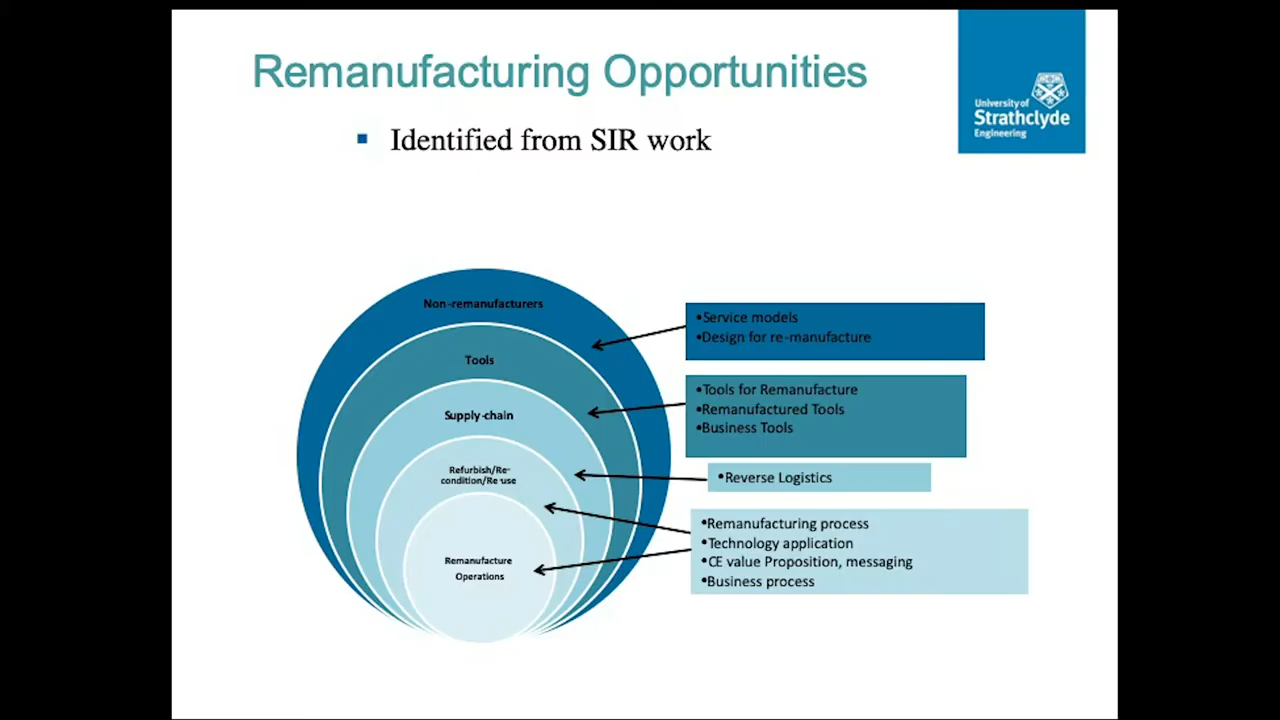 Remanufacturing Opportunities
University of
Strathclyde
Engineering
▪ Identified from SIR work
Non-remanufacturers
Tools
Supply-chain
Refurbish/Re-
condition/Re-use
Remanufacture
Operations
•Service models
•Design for re-manufacture
•Tools for Remanufacture
•Remanufactured Tools
•Business Tools
•Reverse Logistics
•Remanufacturing process
•Technology application
•CE value Proposition, messaging
•Business process